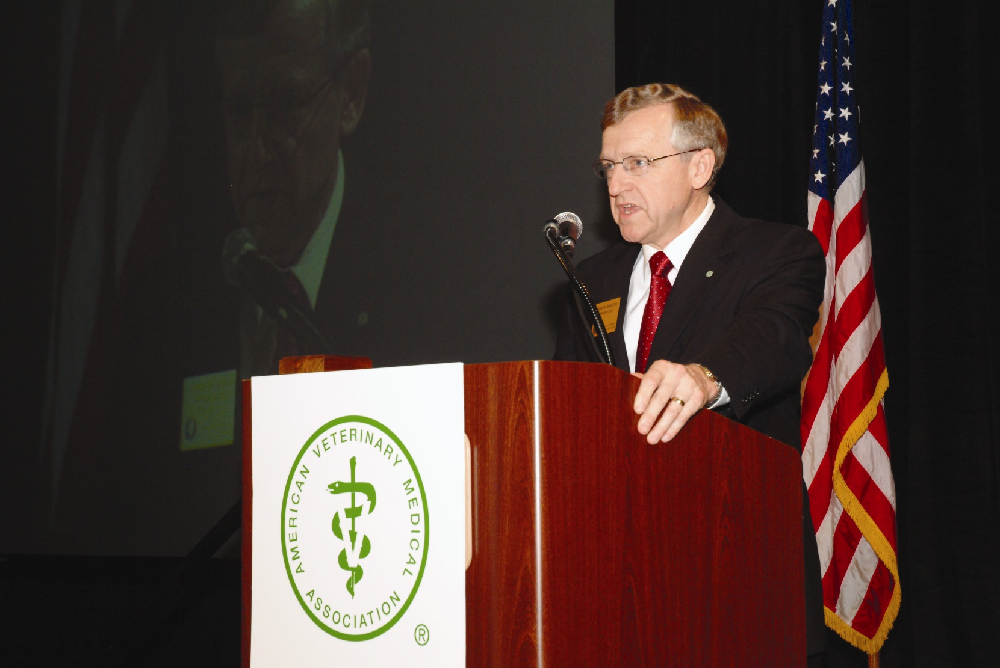 AMERICAN VETERINARY MEDICAL
ASSOCIATION
®